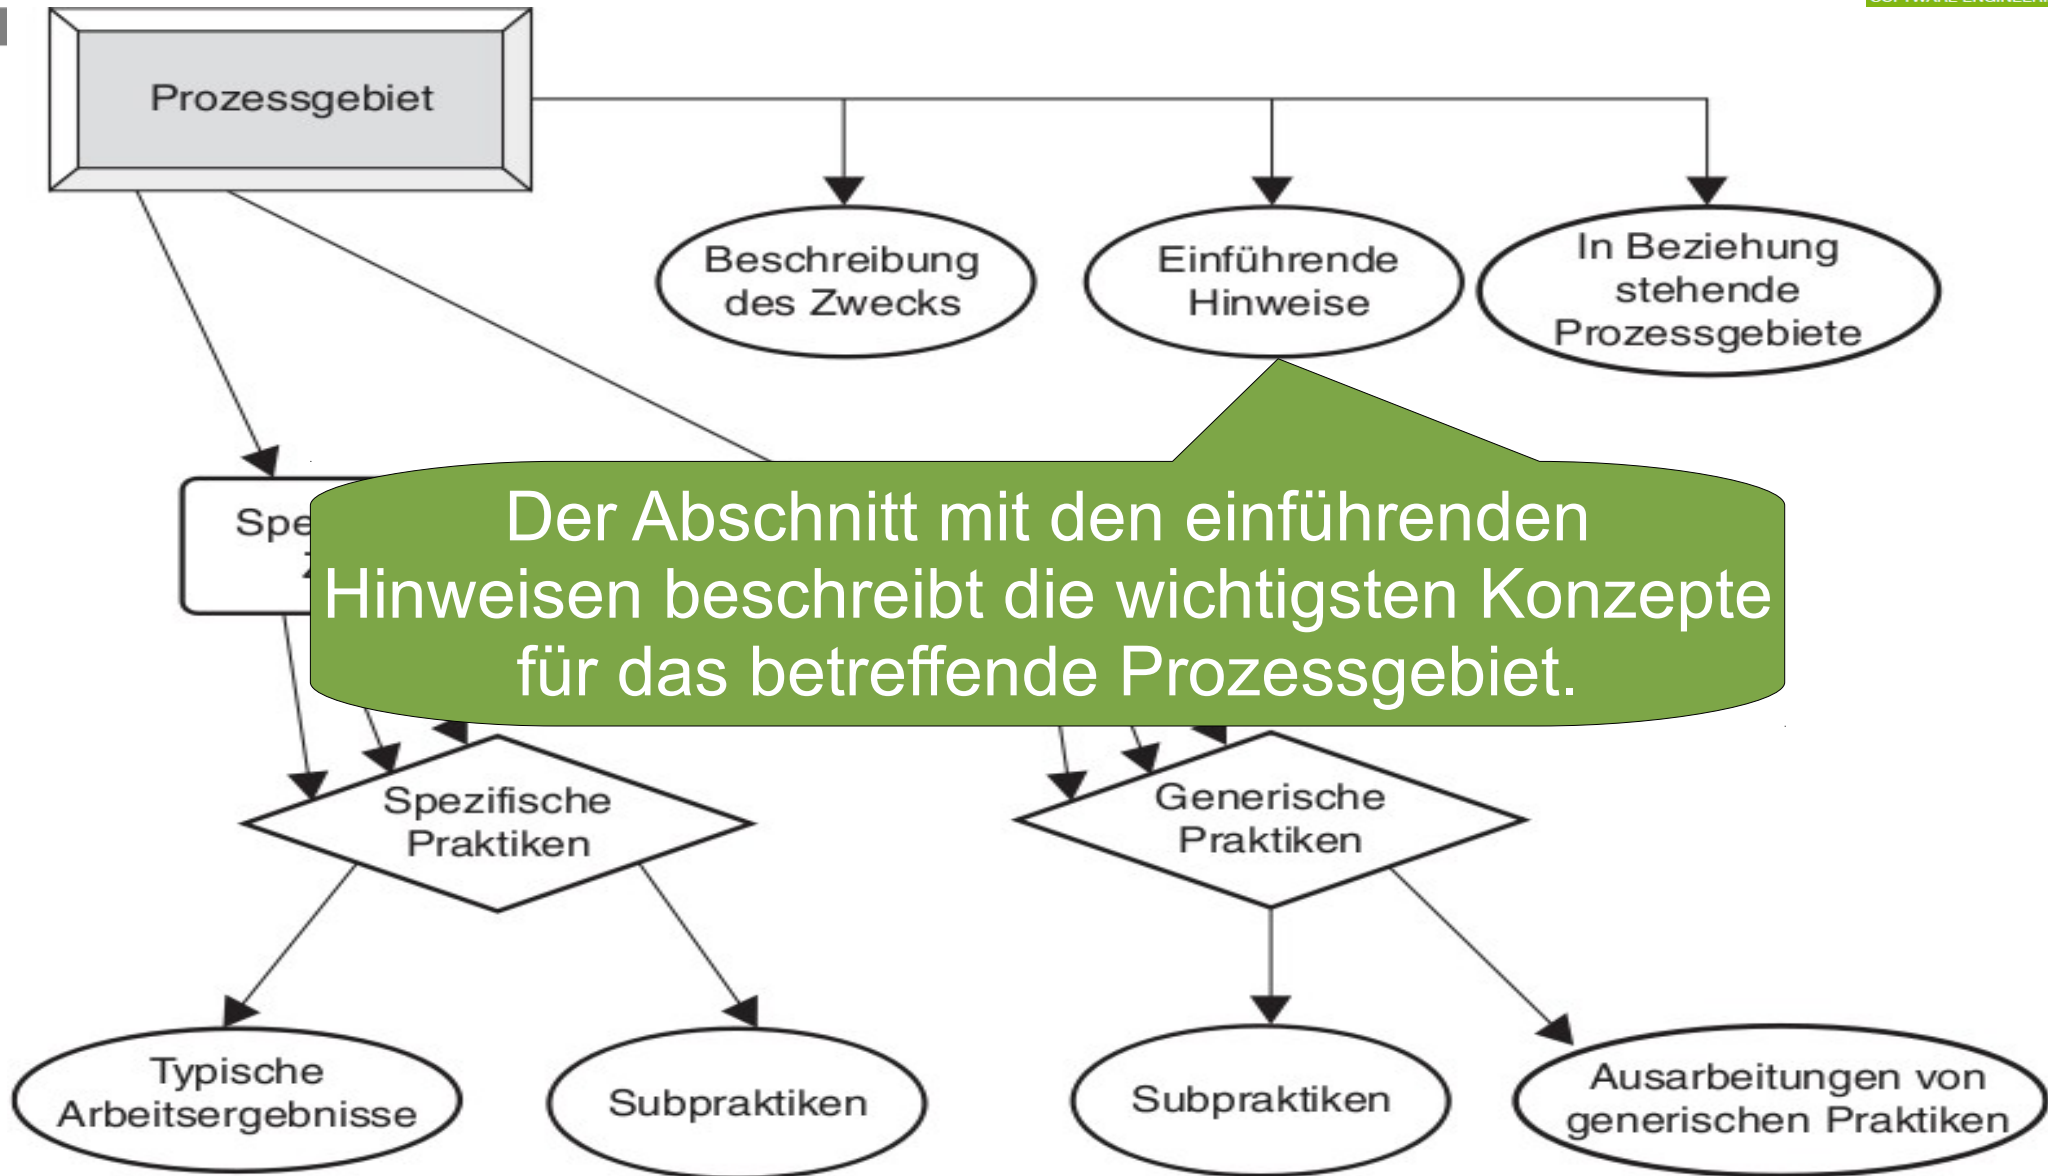 Prozessgebiet
Beschreibung
des Zwecks
Einführende
Hinweise
In Beziehung
stehende
Prozessgebiete
Der Abschnitt mit den einführenden
Hinweisen beschreibt die wichtigsten Konzepte
für das betreffende Prozessgebiet.
Spezifische
Praktiken
Generische
Praktiken
Typische
Arbeitsergebnisse
Subpraktiken
Subpraktiken
Ausarbeitungen von
generischen Praktiken